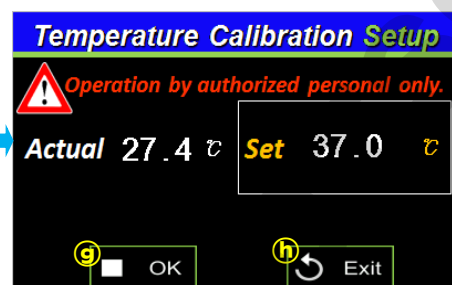 Temperature Calibration Setup
Operation by authorized personal only.
Actual 27.4 ℃ Set 37.0 ℃
ⓖ OK ⓗ Exit